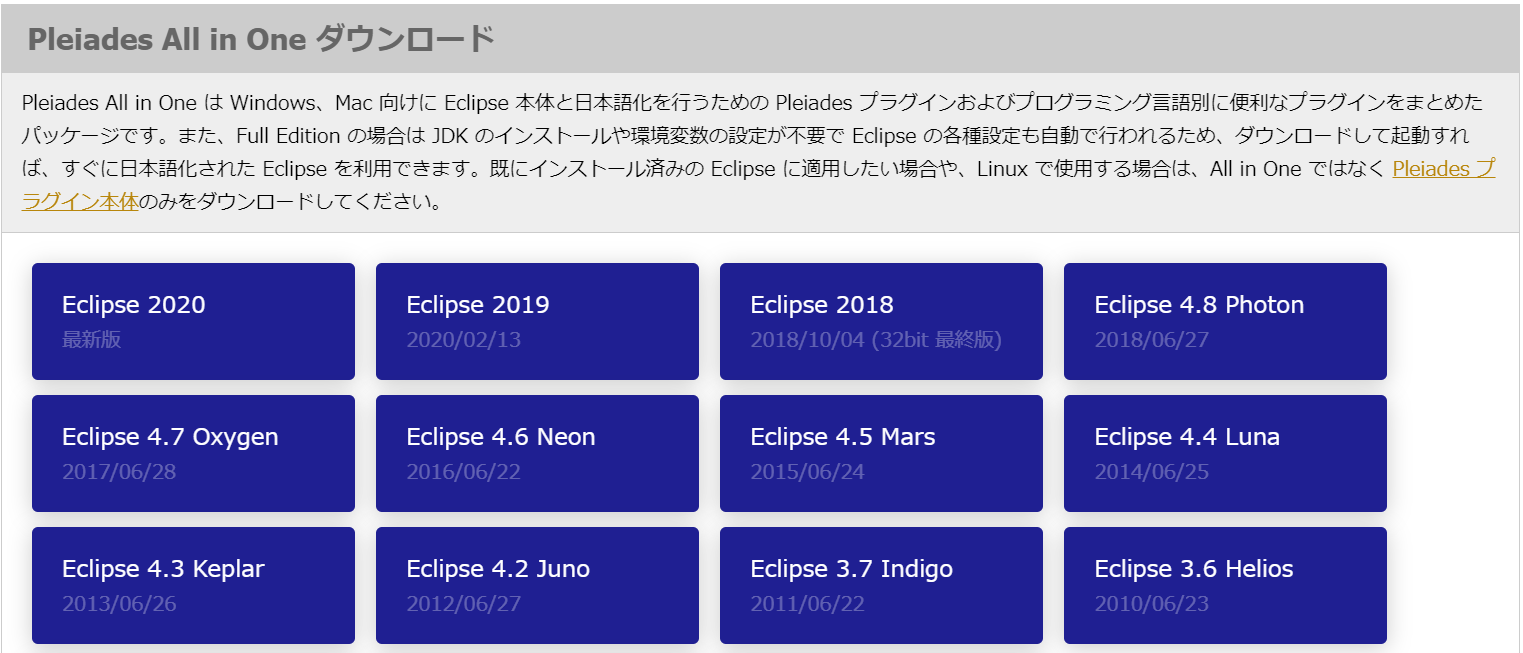 Pleiades All in One ダウンロード
Pleiades All in One は Windows、Mac 向けに Eclipse 本体と日本語化を行うための Pleiades プラグインおよびプログラミング言語別に便利なプラグインをまとめた
パッケージです。また、Full Edition の場合は JDK のインストールや環境変数の設定が不要で Eclipse の各種設定も自動で行われるため、ダウンロードして起動すれ
ば、すぐに日本語化された Eclipse を利用できます。既にインストール済みの Eclipse に適用したい場合や、Linux で使用する場合は、All in One ではなく Pleiades プ
ラグイン本体のみをダウンロードしてください。
Eclipse 2020
最新版
Eclipse 2019
2020/02/13
Eclipse 2018
2018/10/04 (32bit 最終版)
Eclipse 4.8 Photon
2018/06/27
Eclipse 4.7 Oxygen
2017/06/28
Eclipse 4.6 Neon
2016/06/22
Eclipse 4.5 Mars
2015/06/24
Eclipse 4.4 Luna
2014/06/25
Eclipse 4.3 Keplar
2013/06/26
Eclipse 4.2 Juno
2012/06/27
Eclipse 3.7 Indigo
2011/06/22
Eclipse 3.6 Helios
2010/06/23